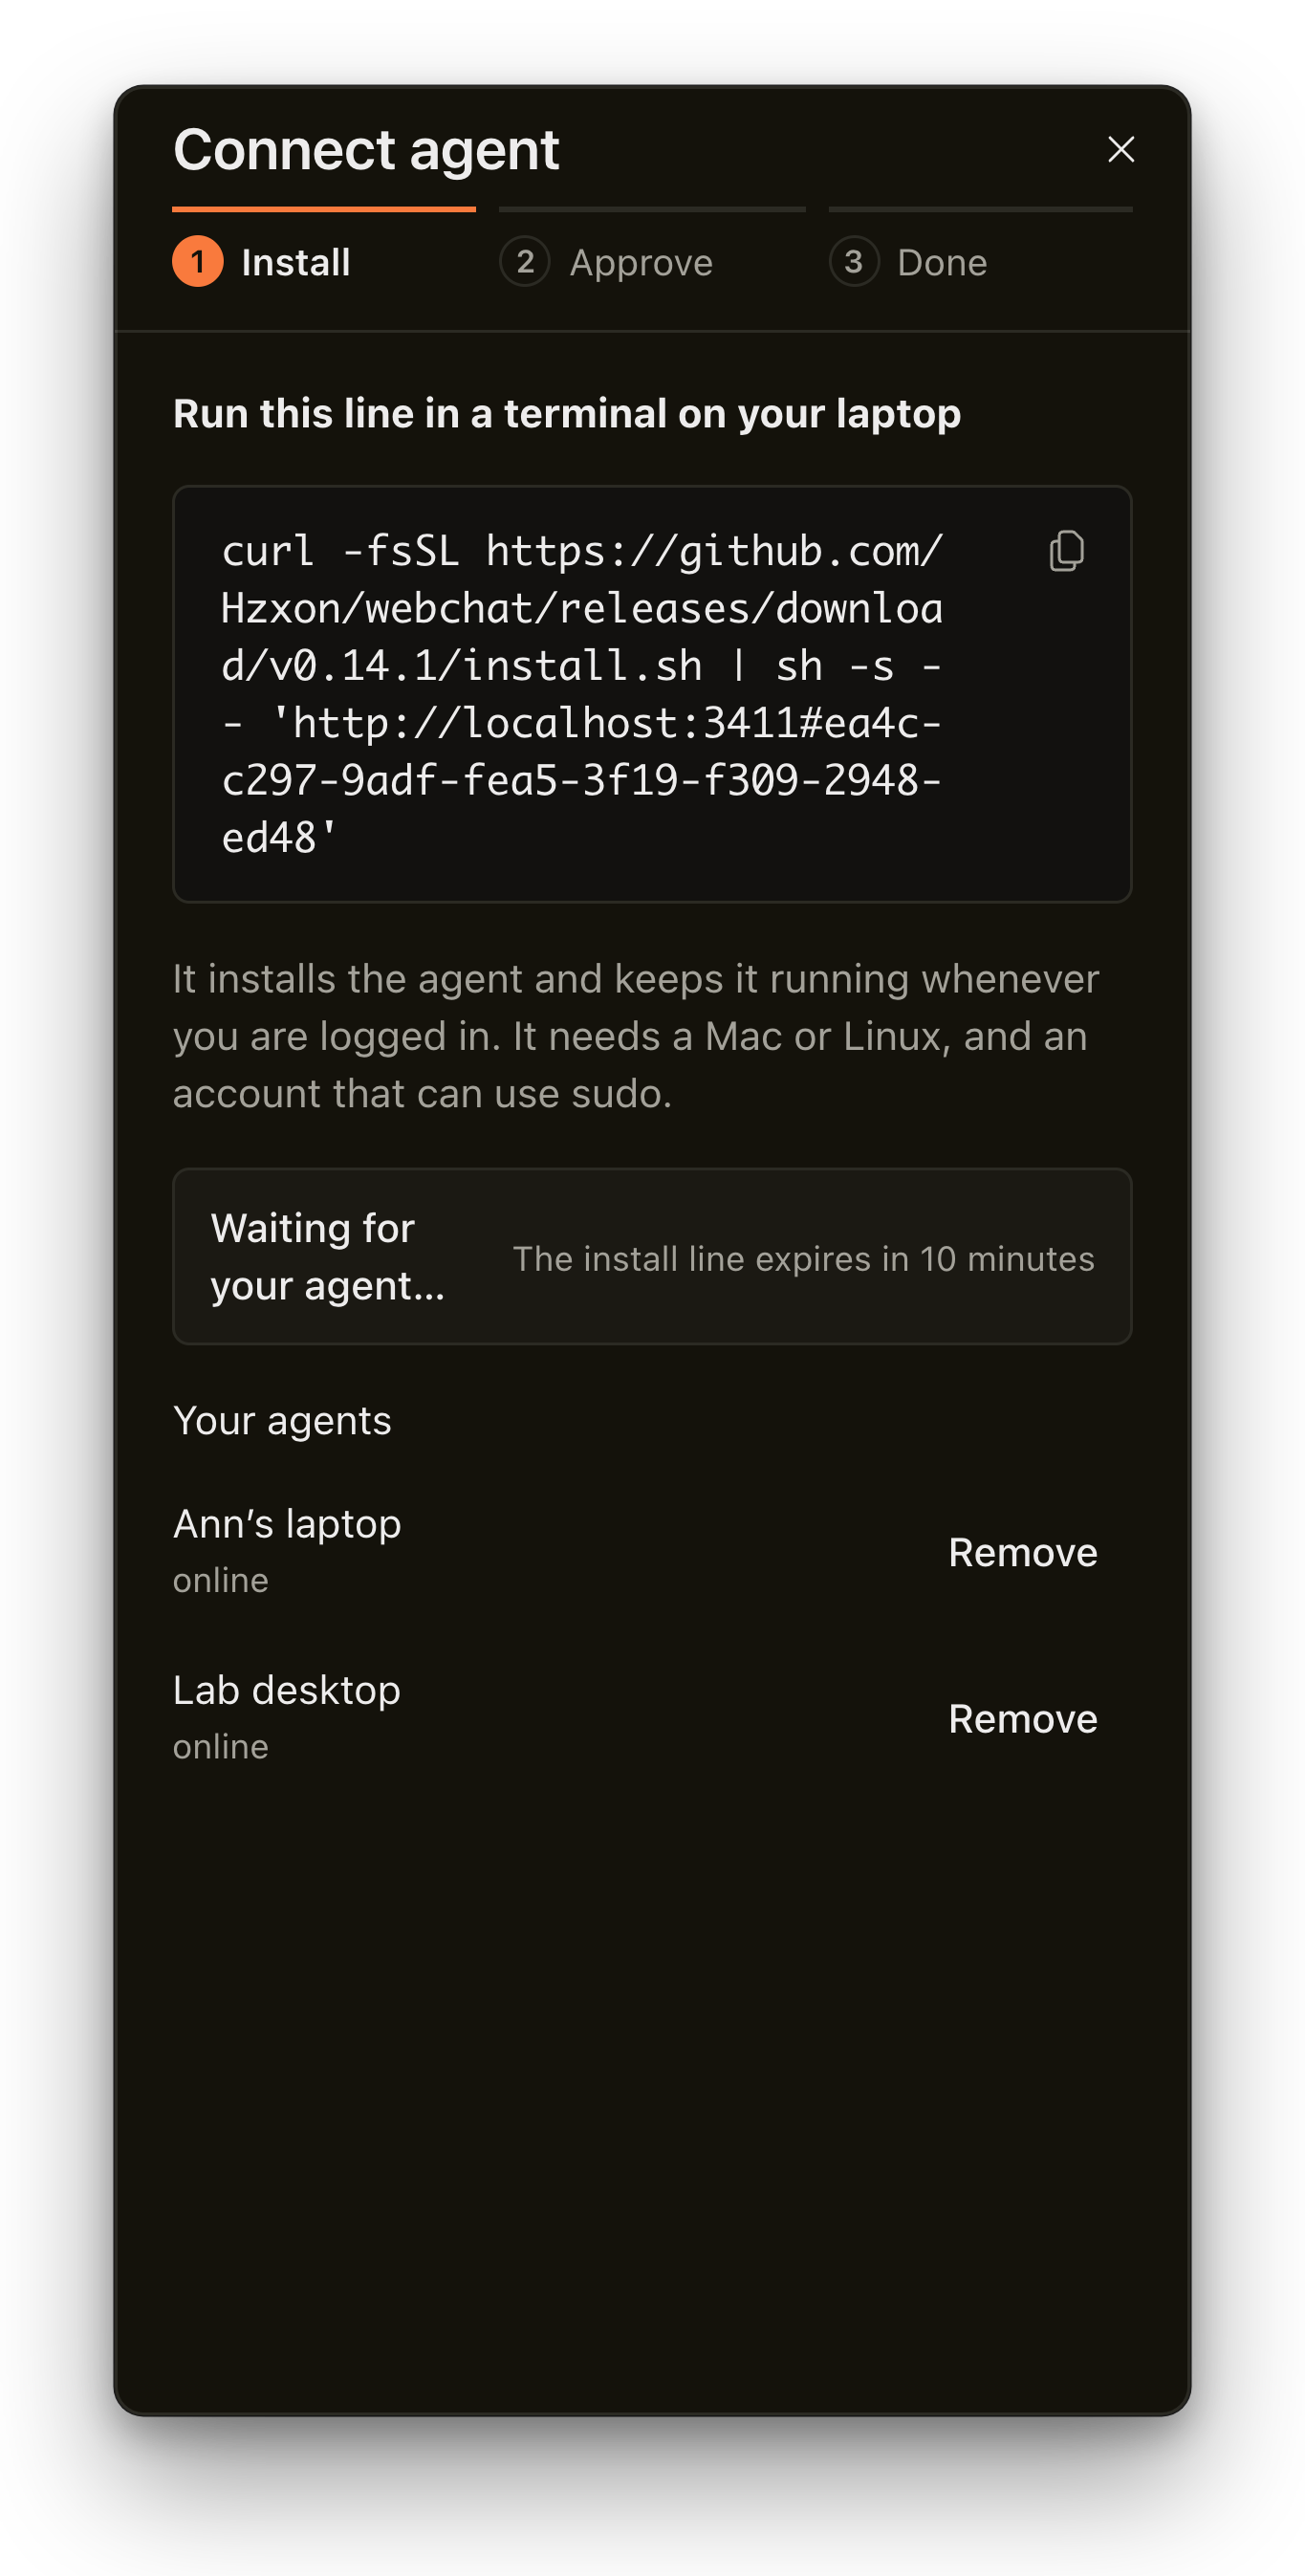 Connect agent
1 Install
2 Approve
3 Done
Run this line in a terminal on your laptop
curl -fsSL https://github.com/
Hzxon/webchat/releases/downloa
d/v0.14.1/install.sh | sh -s -
- 'http://localhost:3411#ea4c-
c297-9adf-fea5-3f19-f309-2948-
ed48'
It installs the agent and keeps it running whenever
you are logged in. It needs a Mac or Linux, and an
account that can use sudo.
Waiting for
your agent...
The install line expires in 10 minutes
Your agents
Ann’s laptop
online
Remove
Lab desktop
online
Remove